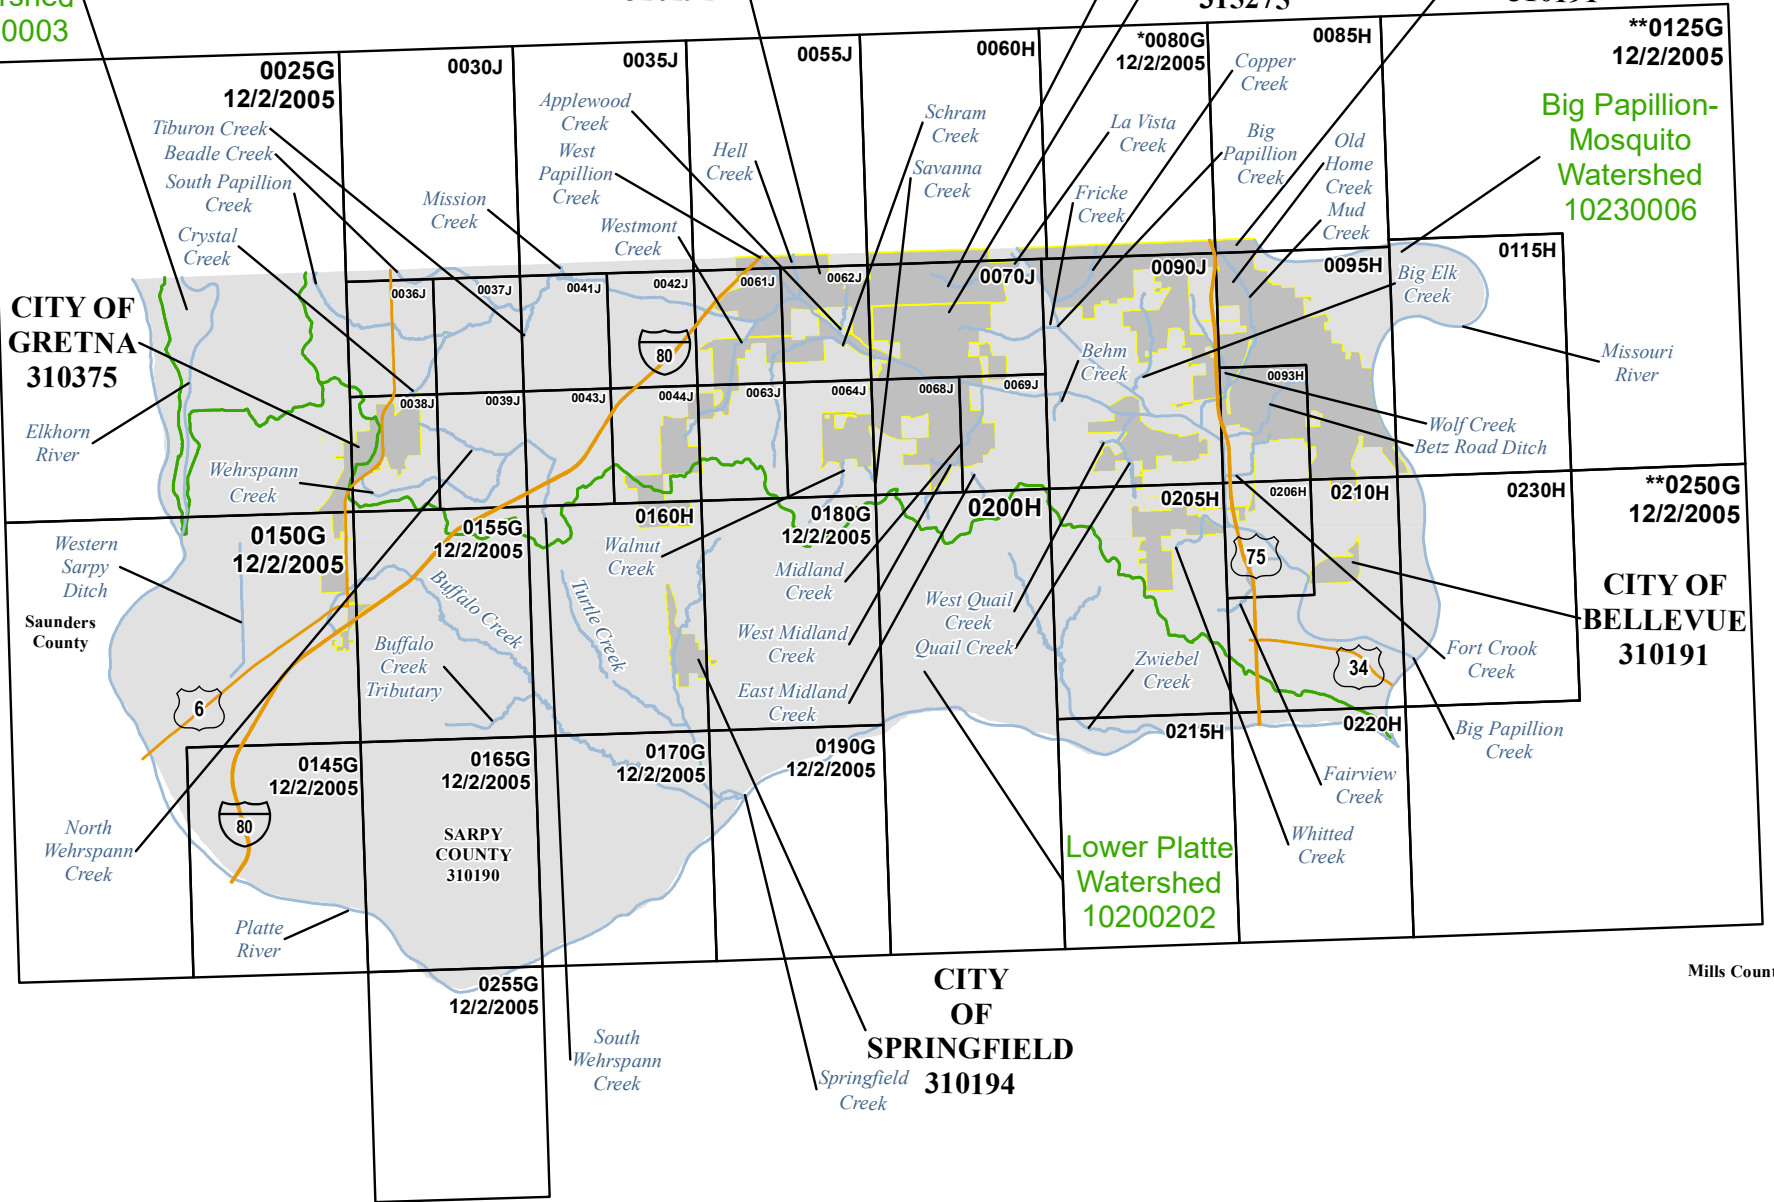 0003
315273
0025G
12/2/2005
0030J
0035J
0055J
0060H
*0080G
12/2/2005
0085H
**0125G
12/2/2005
Tiburon Creek
Beadle Creek
South Papillion
Creek
Crystal
Creek
Mission
Creek
Applewood
Creek
West
Papillion
Creek
Westmont
Creek
Hell
Creek
Schram
Creek
Savanna
Creek
La Vista
Creek
Fricke
Creek
Copper
Creek
Big
Papillion
Creek
Old
Home
Creek
Mud
Creek
Big Papillion-
Mosquito
Watershed
10230006
0115H
CITY OF
GRETNA
310375
0036J
0037J
0041J
0042J
0061J
0062J
0070J
0090J
0095H
Big Elk
Creek
80
Behm
Creek
Missouri
River
0038J
0039J
0043J
0044J
0063J
0064J
0068J
0069J
0093H
Wolf Creek
Betz Road Ditch
Elkhorn
River
Wehrspann
Creek
0150G
12/2/2005
0155G
12/2/2005
0160H
0180G
12/2/2005
0200H
0205H
0206H
0210H
0230H
**0250G
12/2/2005
Western
Sarpy
Ditch
Saunders
County
Buffalo Creek
Turtle Creek
Walnut
Creek
Midland
Creek
West Midland
Creek
East Midland
Creek
West Quail
Creek
Quail Creek
75
CITY OF
BELLEVUE
310191
Buffalo
Creek
Tributary
Zwiebel
Creek
34
Fort Crook
Creek
6
0145G
12/2/2005
0165G
12/2/2005
0170G
12/2/2005
0190G
12/2/2005
0215H
0220H
Big Papillion
Creek
Fairview
Creek
Whitted
Creek
80
North
Wehrspann
Creek
SARPY
COUNTY
310190
Lower Platte
Watershed
10200202
Platte
River
0255G
12/2/2005
Mills Count
CITY
OF
SPRINGFIELD
310194
South
Wehrspann
Creek
Springfield
Creek